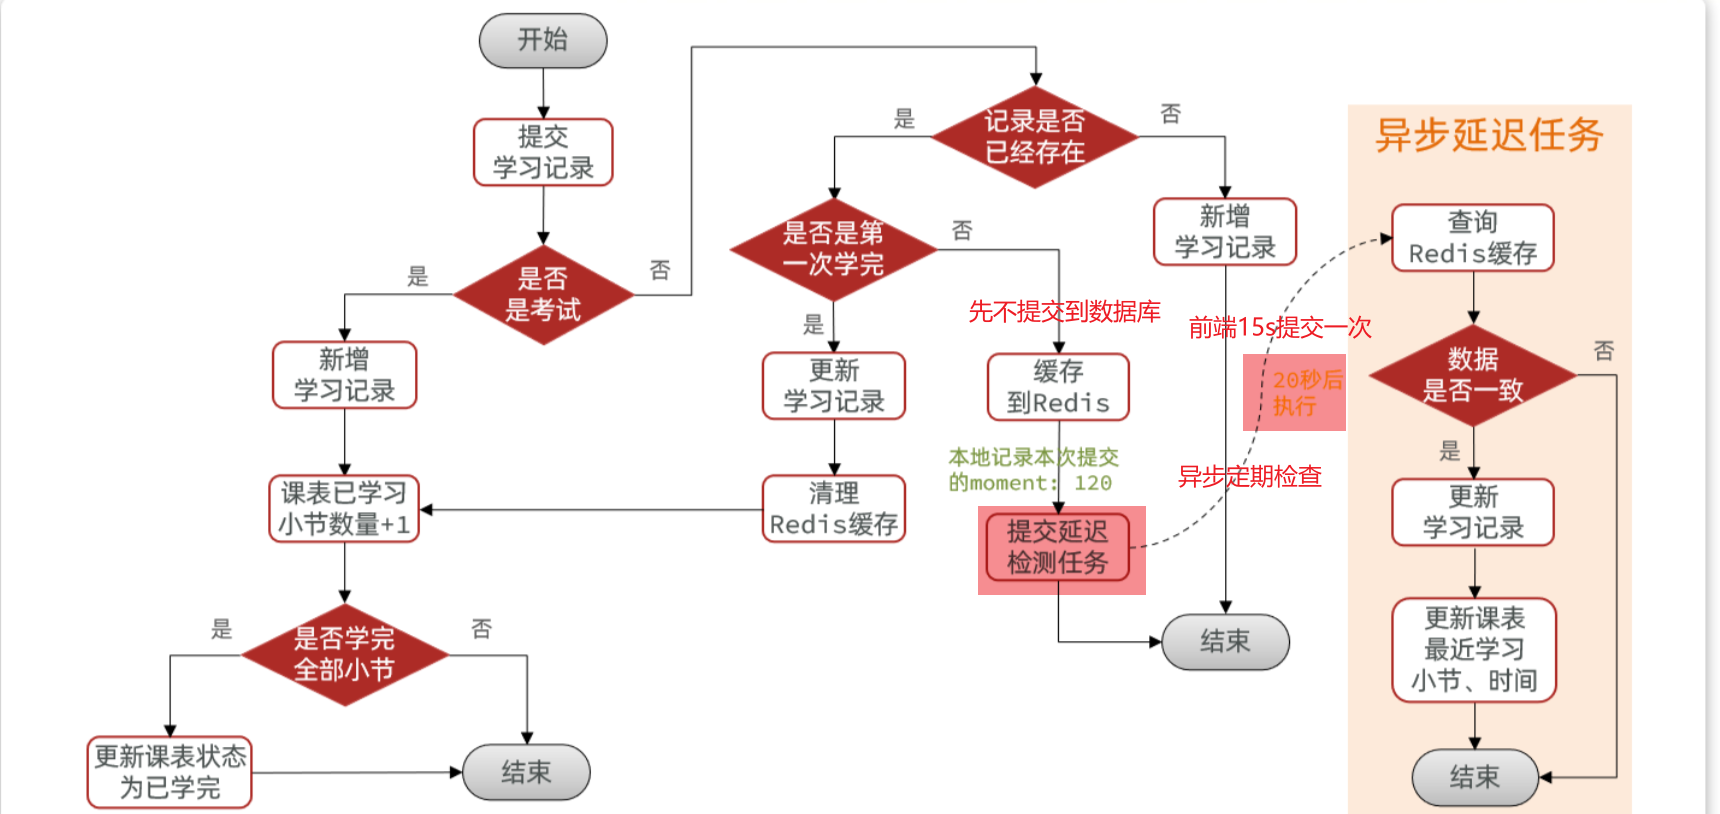 开始
提交
学习记录
是否
是考试
是
否
新增
学习记录
课表已学习
小节数量+1
是否学完
全部小节
是
否
更新课表状态
为已学完
结束
记录是否
已经存在
是
否
是否是第
一次学完
是
否
更新
学习记录
清理
Redis缓存
先不提交到数据库
缓存
到Redis
本地记录本次提交
的moment: 120
提交延迟
检测任务
新增
学习记录
前端15s提交一次
20秒后
执行
异步定期检查
结束
异步延迟任务
查询
Redis缓存
数据
是否一致
否
是
更新
学习记录
更新课表
最近学习
小节、时间
结束